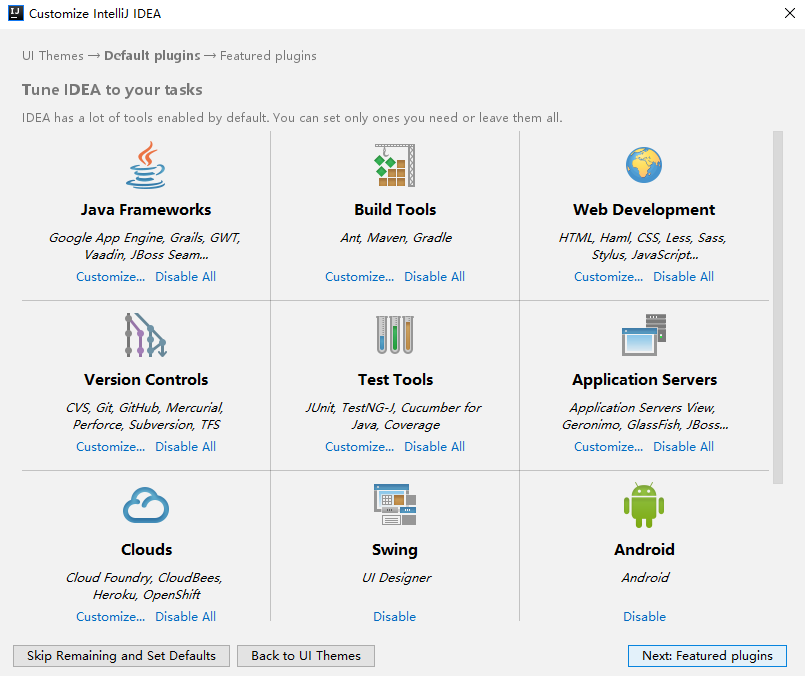 Customize IntelliJ IDEA
UI Themes → Default plugins → Featured plugins
Tune IDEA to your tasks
IDEA has a lot of tools enabled by default. You can set only ones you need or leave them all.
Java Frameworks
Google App Engine, Grails, GWT,
Vaadin, JBoss Seam...
Customize... Disable All
Build Tools
Ant, Maven, Gradle
Customize... Disable All
Web Development
HTML, Haml, CSS, Less, Sass,
Stylus, JavaScript...
Customize... Disable All
Version Controls
CVS, Git, GitHub, Mercurial,
Perforce, Subversion, TFS
Customize... Disable All
Test Tools
JUnit, TestNG-J, Cucumber for
Java, Coverage
Customize... Disable All
Application Servers
Application Servers View,
Geronimo, GlassFish, JBoss...
Customize... Disable All
Clouds
Cloud Foundry, CloudBees,
Heroku, OpenShift
Customize... Disable All
Swing
UI Designer
Disable
Android
Android
Disable
Skip Remaining and Set Defaults
Back to UI Themes
Next: Featured plugins